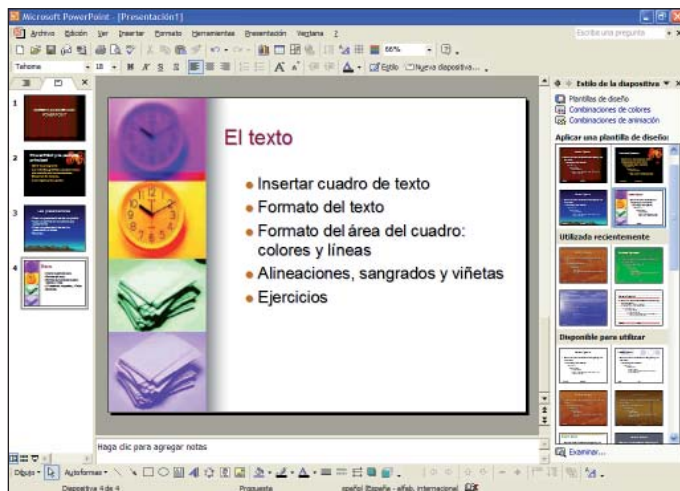 Microsoft PowerPoint - [Presentación1]
Archivo Edición Ver Insertar Formato Herramientas Presentación Ventana ?
Escriba una pregunta
66%
Tahoma 18 N K S S Estilo Nueva diapositiva...
Estilo de la diapositiva
Plantillas de diseño
Combinaciones de colores
Combinaciones de animación
Aplicar una plantilla de diseño:
Utilizada recientemente
Disponible para utilizar
Examinar...
1
2
3
4
El texto
Insertar cuadro de texto
Formato del texto
Formato del área del cuadro:
colores y líneas
Alineaciones, sangrados y viñetas
Ejercicios
Haga clic para agregar notas
Dibujo Autoformas
Diapositiva 4 de 4 Propuesta español (España - alfab. internacional)